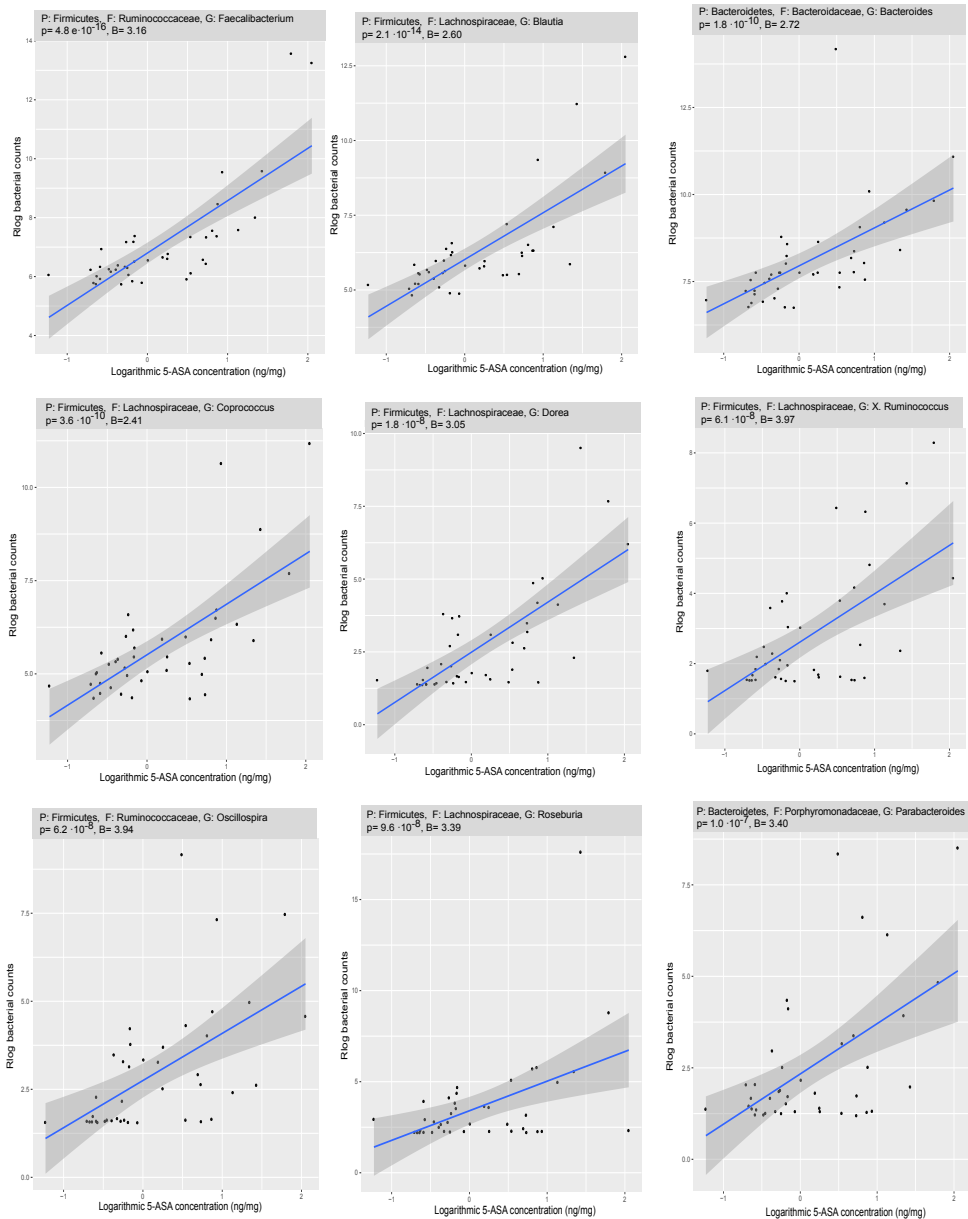 P: Firmicutes, F: Ruminococcaceae, G: Faecalibacterium
p= 4.8 e·10-16, B= 3.16
14
12
10
8
6
4
Rlog bacterial counts
-1
0
1
2
Logarithmic 5-ASA concentration (ng/mg)
P: Firmicutes, F: Lachnospiraceae, G: Blautia
p= 2.1 ·10-14, B= 2.60
12.5
10.0
7.5
5.0
Rlog bacterial counts
-1
0
1
2
Logarithmic 5-ASA concentration (ng/mg)
P: Bacteroidetes, F: Bacteroidaceae, G: Bacteroides
p= 1.8 ·10-10, B= 2.72
12.5
10.0
7.5
Rlog bacterial counts
-1
0
1
2
Logarithmic 5-ASA concentration (ng/mg)
P: Firmicutes, F: Lachnospiraceae, G: Coprococcus
p= 3.6 ·10-10, B=2.41
10.0
7.5
5.0
Rlog bacterial counts
-1
0
1
2
Logarithmic 5-ASA concentration (ng/mg)
P: Firmicutes, F: Lachnospiraceae, G: Dorea
p= 1.8 ·10-8, B= 3.05
10.0
7.5
5.0
2.5
0.0
Rlog bacterial counts
-1
0
1
2
Logarithmic 5-ASA concentration (ng/mg)
P: Firmicutes, F: Lachnospiraceae, G: X. Ruminococcus
p= 6.1 ·10-8, B= 3.97
8
6
4
2
0
Rlog bacterial counts
-1
0
1
2
Logarithmic 5-ASA concentration (ng/mg)
P: Firmicutes, F: Ruminococcaceae, G: Oscillospira
p= 6.2 ·10-8, B= 3.94
7.5
5.0
2.5
0.0
Rlog bacterial counts
-1
0
1
2
Logarithmic 5-ASA concentration (ng/mg)
P: Firmicutes, F: Lachnospiraceae, G: Roseburia
p= 9.6 ·10-8, B= 3.39
15
10
5
0
Rlog bacterial counts
-1
0
1
2
Logarithmic 5-ASA concentration (ng/mg)
P: Bacteroidetes, F: Porphyromonadaceae, G: Parabacteroides
p= 1.0 ·10-7, B= 3.40
7.5
5.0
2.5
0.0
Rlog bacterial counts
-1
0
1
2
Logarithmic 5-ASA concentration (ng/mg)